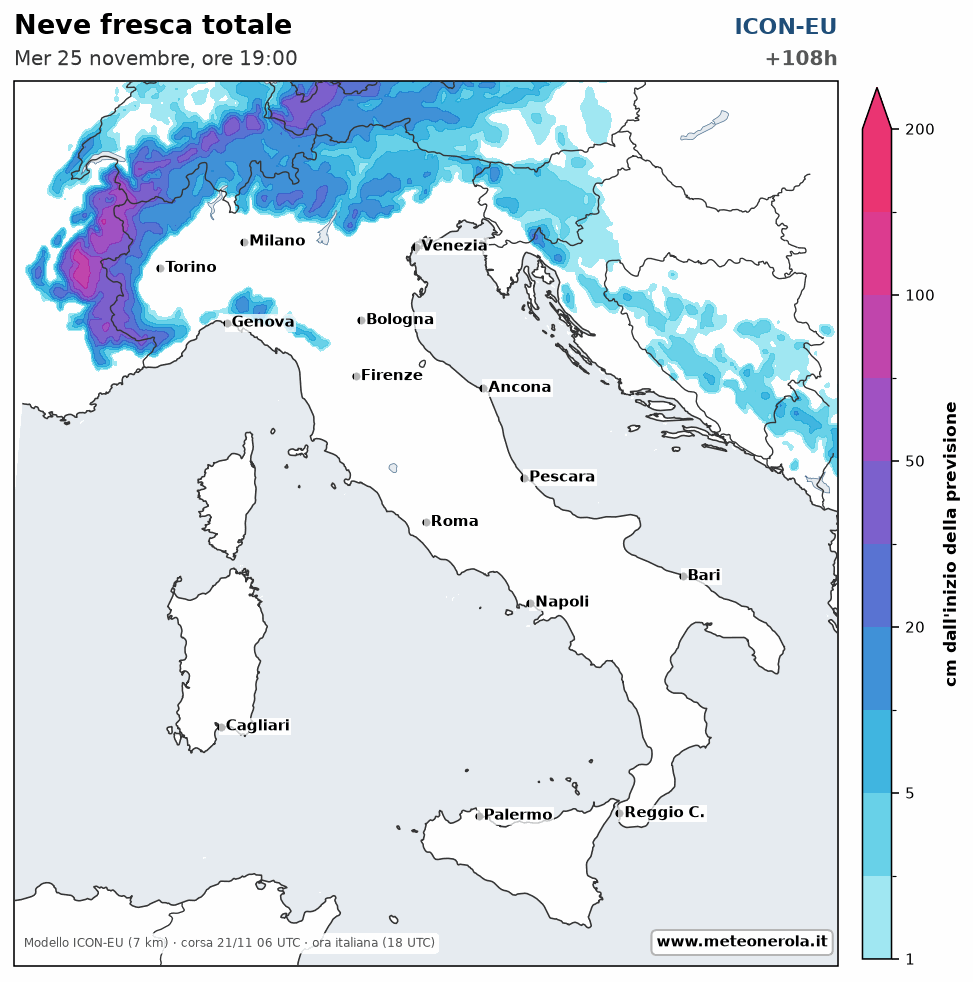 Neve fresca totale
ICON-EU
Mer 25 novembre, ore 19:00
+108h
200
100
50
20
5
1
cm dall'inizio della previsione
Milano
Venezia
Torino
Genova
Bologna
Firenze
Ancona
Pescara
Roma
Bari
Napoli
Cagliari
Palermo
Reggio C.
Modello ICON-EU (7 km) · corsa 21/11 06 UTC · ora italiana (18 UTC)
www.meteonerola.it